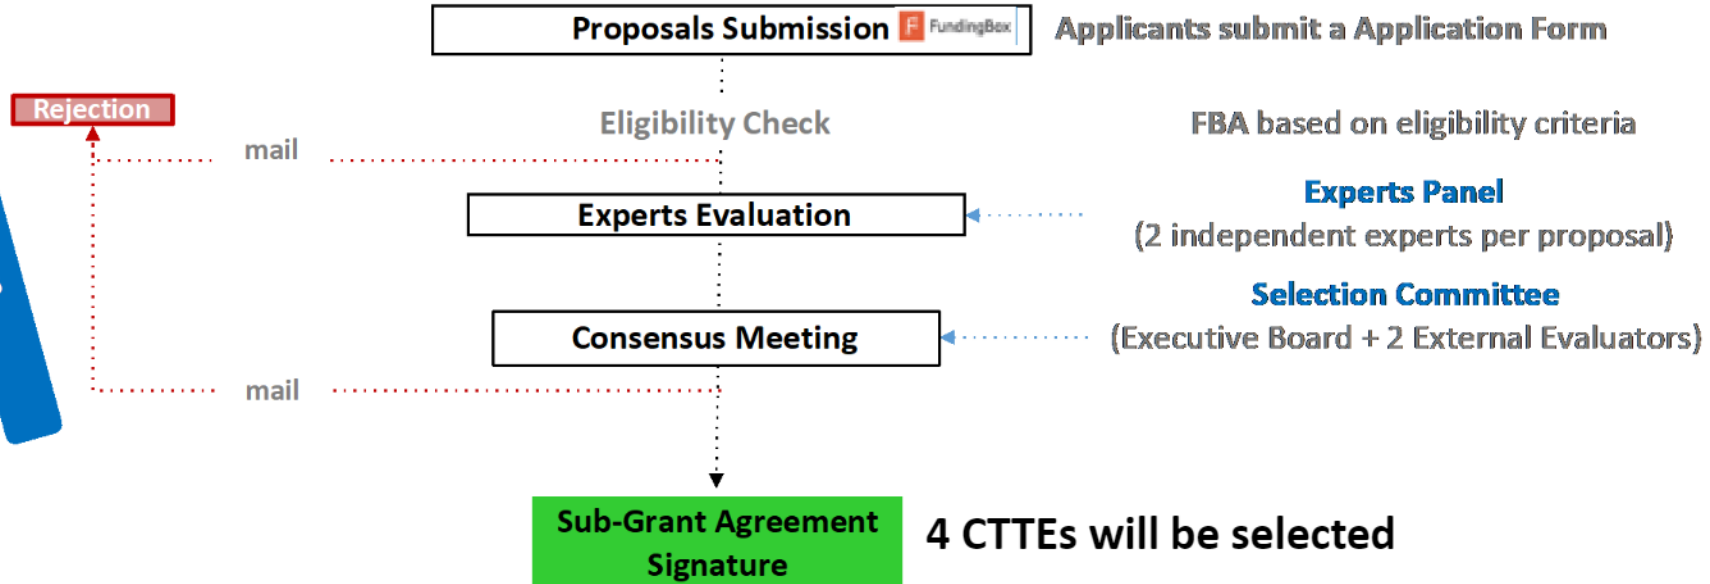 Proposals Submission FundingBox
Applicants submit a Application Form
Rejection
Eligibility Check
FBA based on eligibility criteria
mail
Experts Panel
Experts Evaluation
(2 independent experts per proposal)
Selection Committee
Consensus Meeting
(Executive Board + 2 External Evaluators)
mail
Sub-Grant Agreement
Signature
4 CTTEs will be selected